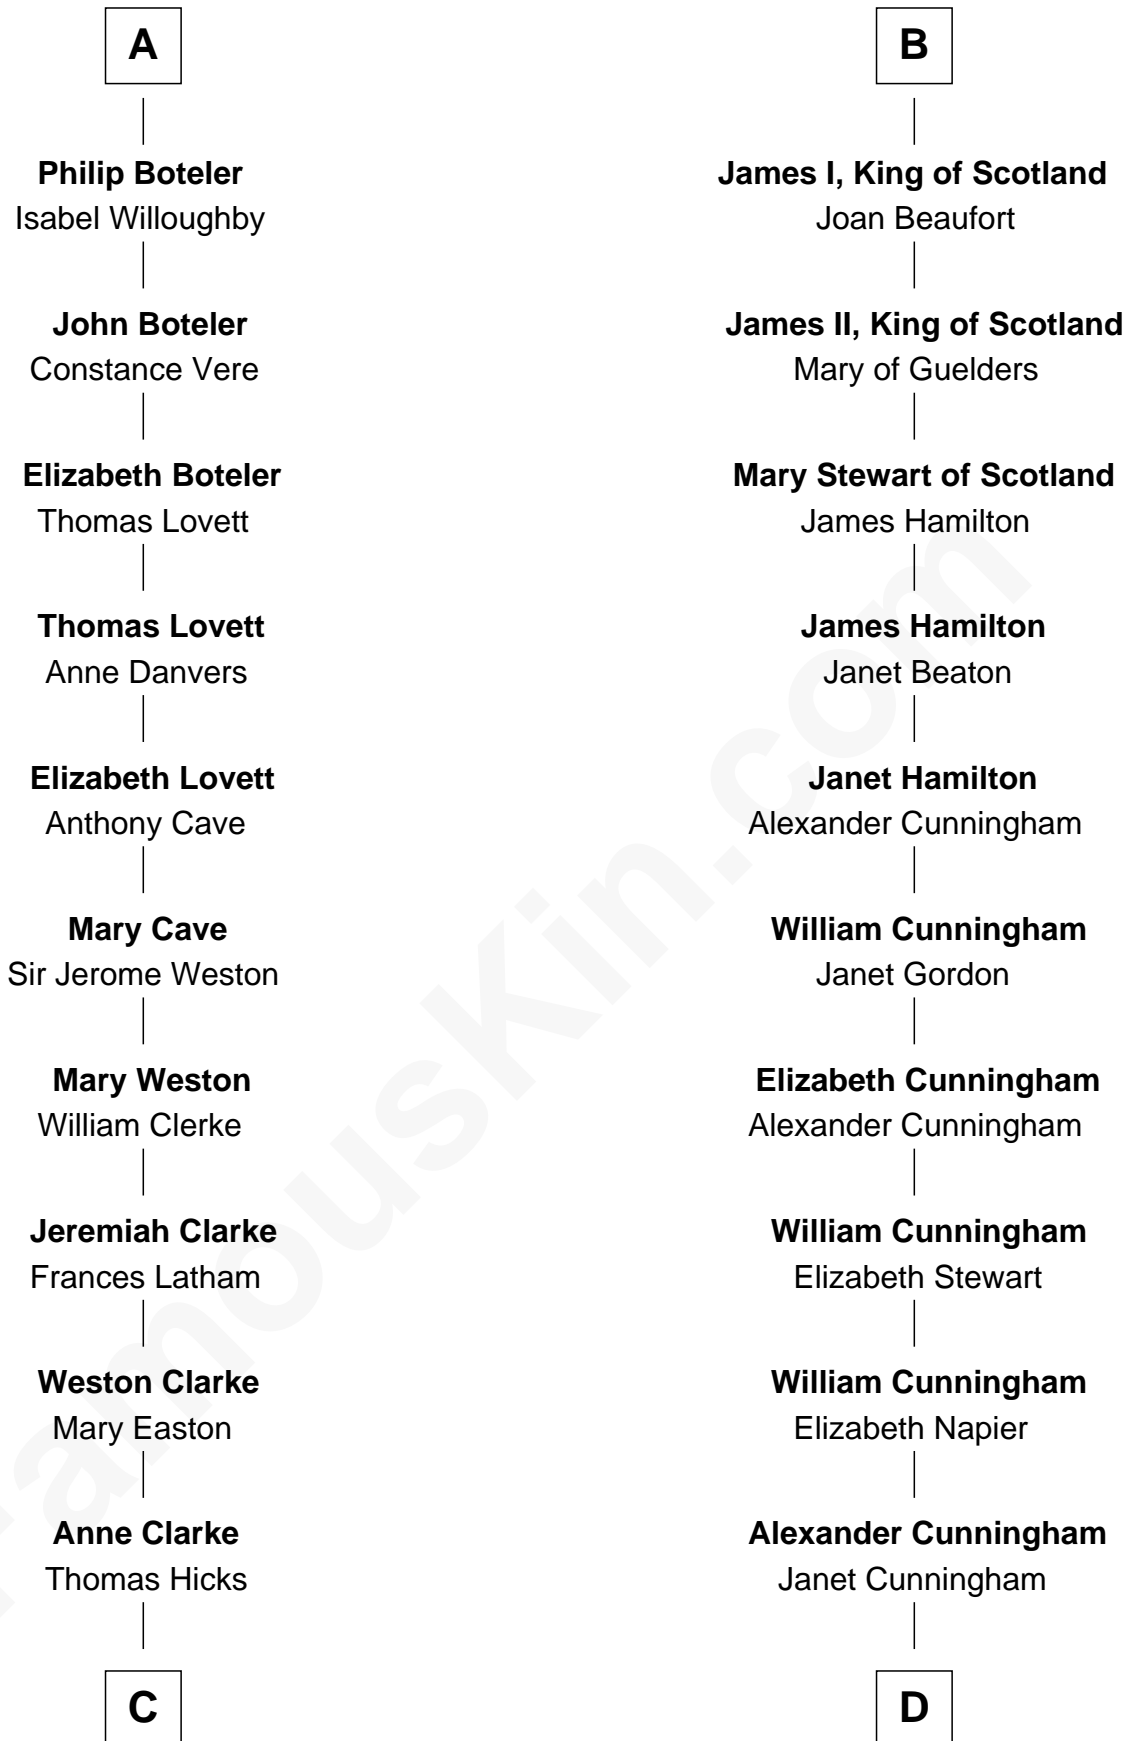 A
Philip Boteler
Isabel Willoughby
John Boteler
Constance Vere
Elizabeth Boteler
Thomas Lovett
Thomas Lovett
Anne Danvers
Elizabeth Lovett
Anthony Cave
Mary Cave
Sir Jerome Weston
Mary Weston
William Clerke
Jeremiah Clarke
Frances Latham
Weston Clarke
Mary Easton
Anne Clarke
Thomas Hicks
C
B
James I, King of Scotland
Joan Beaufort
James II, King of Scotland
Mary of Guelders
Mary Stewart of Scotland
James Hamilton
James Hamilton
Janet Beaton
Janet Hamilton
Alexander Cunningham
William Cunningham
Janet Gordon
Elizabeth Cunningham
Alexander Cunningham
William Cunningham
Elizabeth Stewart
William Cunningham
Elizabeth Napier
Alexander Cunningham
Janet Cunningham
D
FamousKin.com